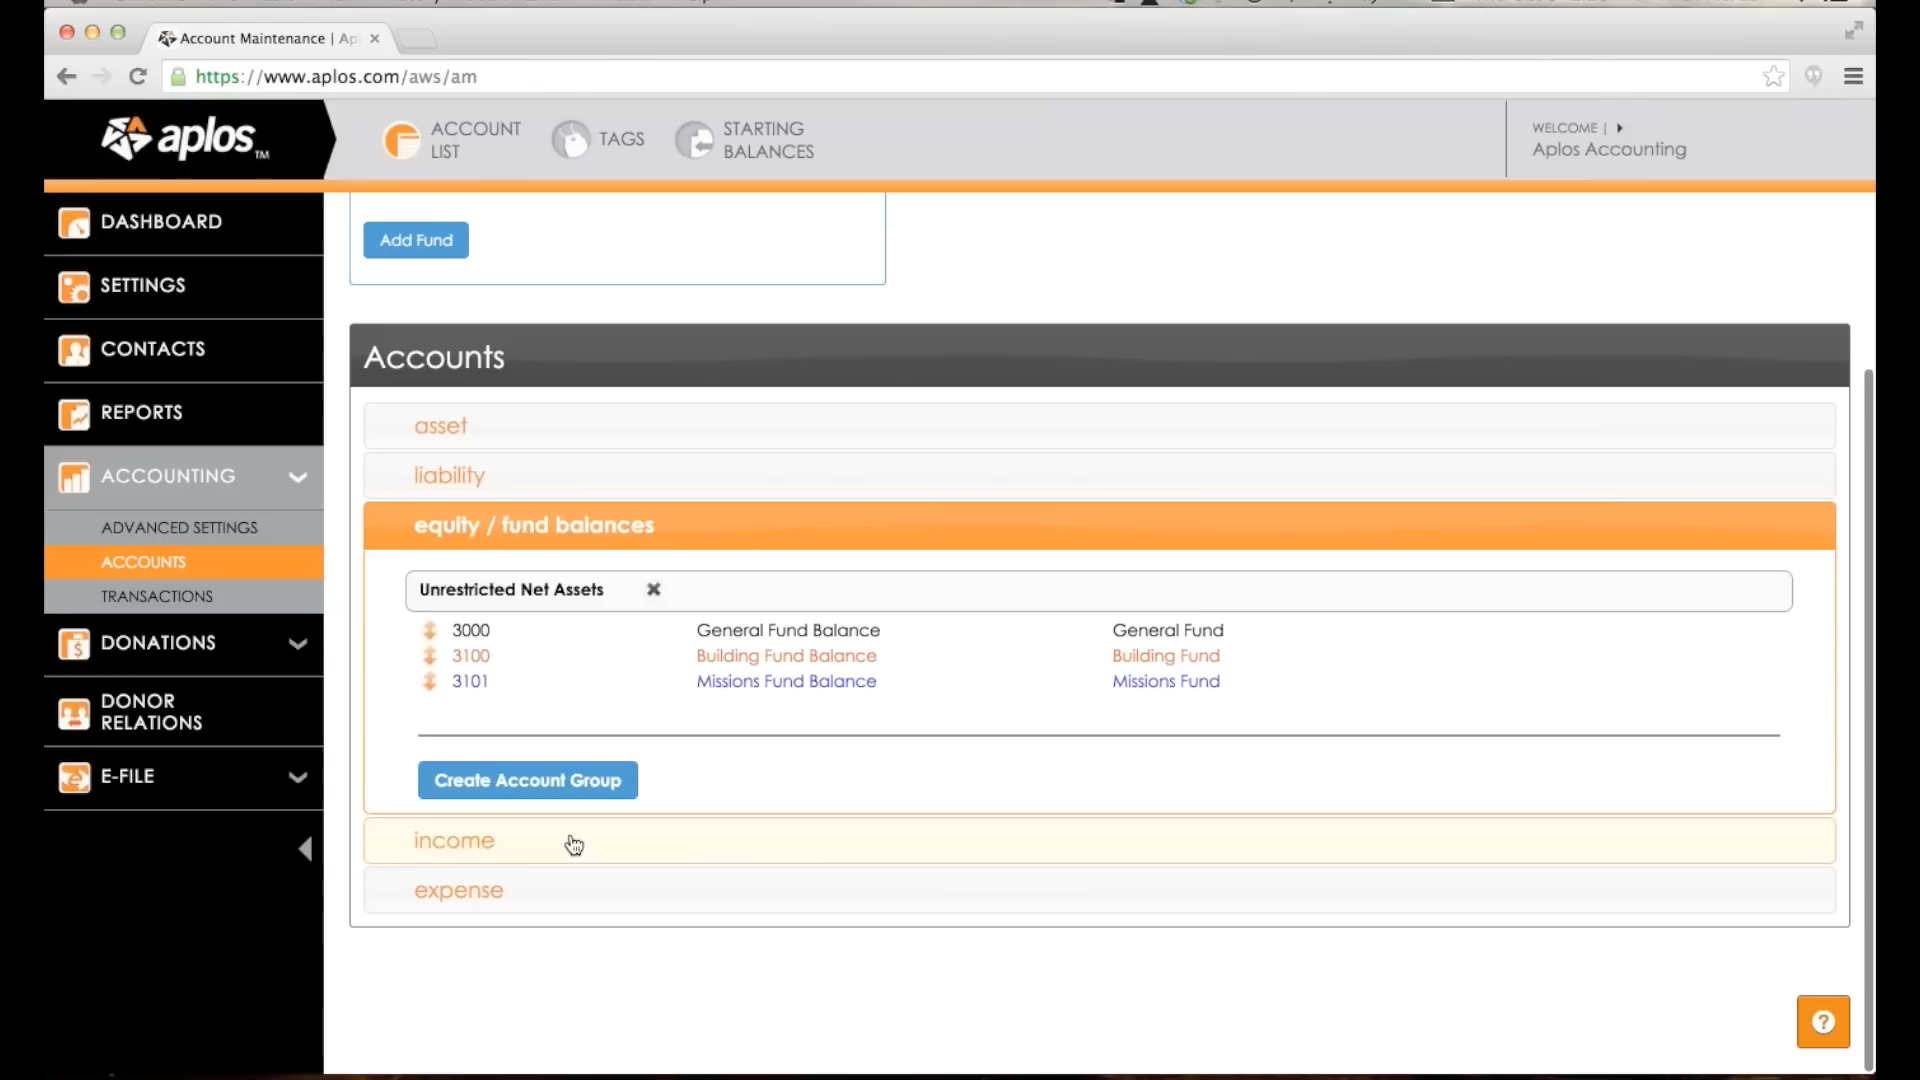 Account Maintenance | Ap
https://www.aplos.com/aws/am
aplos™
ACCOUNT
LIST
TAGS
STARTING
BALANCES
WELCOME |
Aplos Accounting
DASHBOARD
SETTINGS
CONTACTS
REPORTS
ACCOUNTING
ADVANCED SETTINGS
ACCOUNTS
TRANSACTIONS
DONATIONS
DONOR
RELATIONS
E-FILE
Add Fund
Accounts
asset
liability
equity / fund balances
Unrestricted Net Assets
3000 General Fund Balance General Fund
3100 Building Fund Balance Building Fund
3101 Missions Fund Balance Missions Fund
Create Account Group
income
expense
?